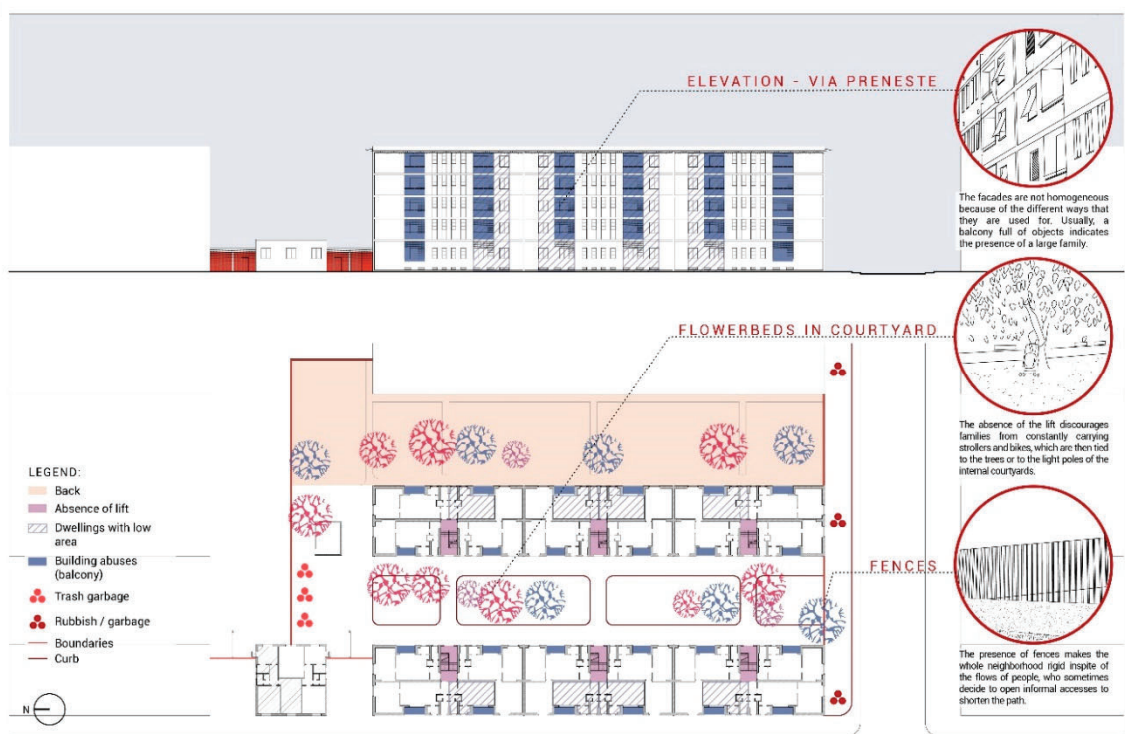 ELEVATION - VIA PRENESTE
The facades are not homogeneous
because of the different ways that
they are used for. Usually, a
balcony full of objects indicates
the presence of a large family.
FLOWERBEDS IN COURTYARD
The absence of the lift discourages
families from constantly carrying
strollers and bikes, which are then tied
to the trees or to the light poles of the
internal courtyards.
LEGEND:
Back
Absence of lift
Dwellings with low
area
Building abuses
(balcony)
Trash garbage
Rubbish / garbage
Boundaries
Curb
FENCES
The presence of fences makes the
whole neighborhood rigid inspite of
the flows of people, who sometimes
decide to open informal accesses to
shorten the path.
N